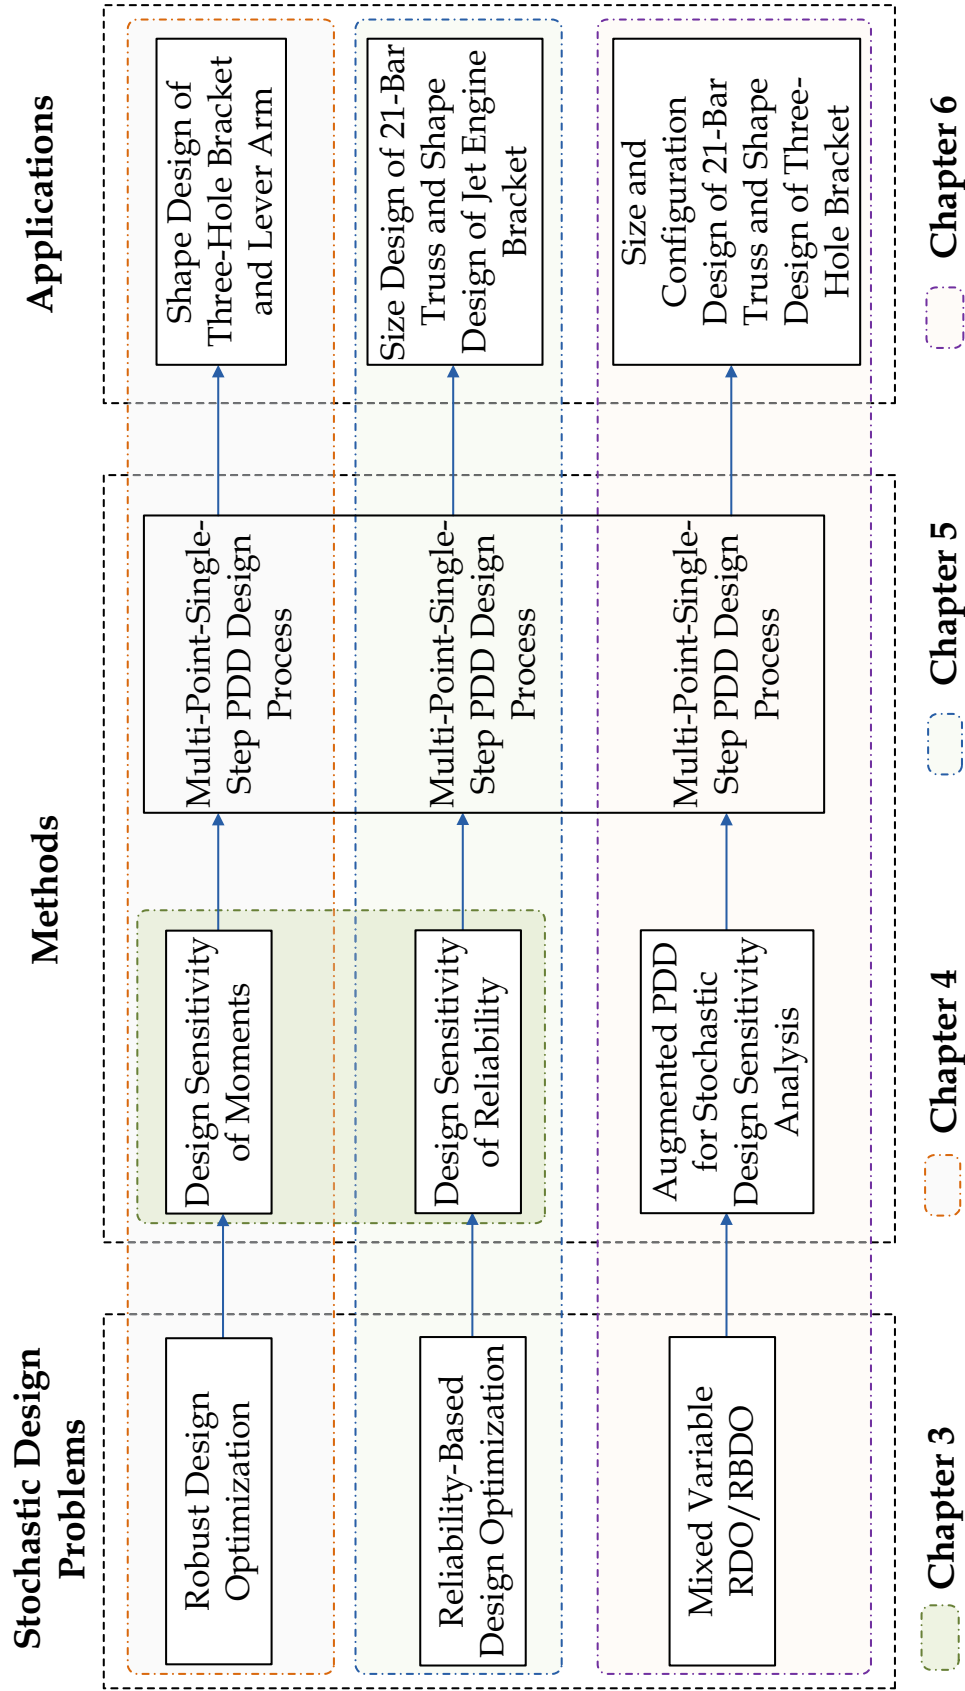 Stochastic Design
Problems
Methods
Applications
Robust Design
Optimization
Design Sensitivity
of Moments
Multi-Point-Single-
Step PDD Design
Process
Shape Design of
Three-Hole Bracket
and Lever Arm
Reliability-Based
Design Optimization
Design Sensitivity
of Reliability
Multi-Point-Single-
Step PDD Design
Process
Size Design of 21-Bar
Truss and Shape
Design of Jet Engine
Bracket
Mixed Variable
RDO/RBDO
Augmented PDD
for Stochastic
Design Sensitivity
Analysis
Multi-Point-Single-
Step PDD Design
Process
Size and
Configuration
Design of 21-Bar
Truss and Shape
Design of Three-
Hole Bracket
Chapter 3
Chapter 4
Chapter 5
Chapter 6